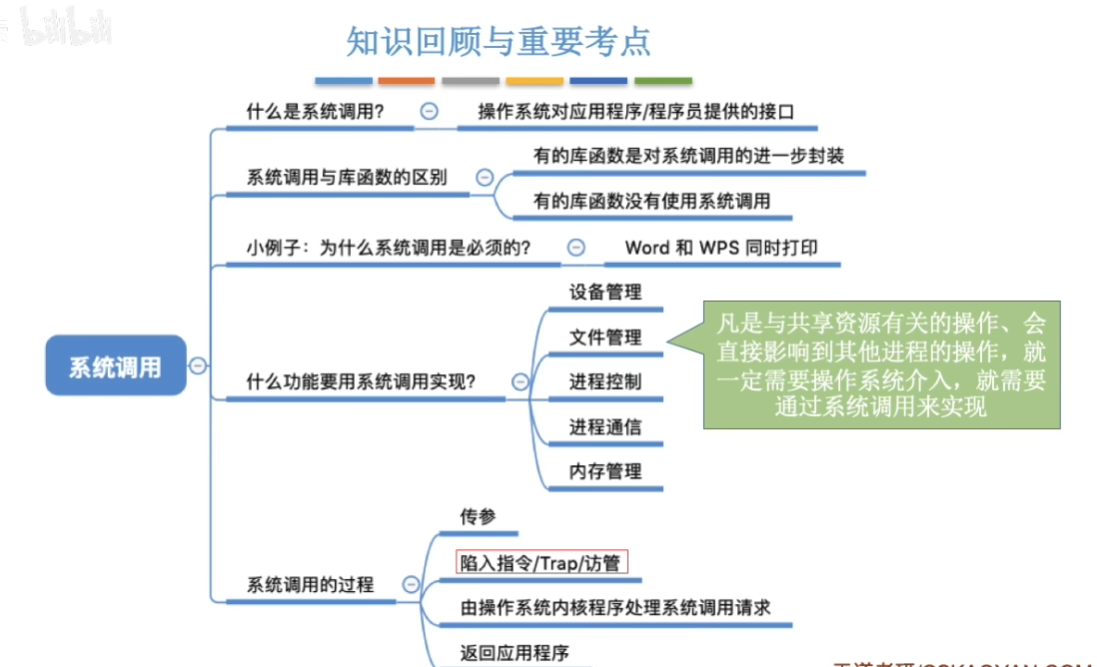 bilibili
知识回顾与重要考点
什么是系统调用?
操作系统对应用程序/程序员提供的接口
系统调用与库函数的区别
有的库函数是对系统调用的进一步封装
有的库函数没有使用系统调用
小例子：为什么系统调用是必须的?
Word 和 WPS 同时打印
系统调用
什么功能要用系统调用实现?
设备管理
文件管理
进程控制
进程通信
内存管理
凡是与共享资源有关的操作、会
直接影响到其他进程的操作，就
一定需要操作系统介入，就需要
通过系统调用来实现
系统调用的过程
传参
陷入指令/Trap/访管
由操作系统内核程序处理系统调用请求
返回应用程序